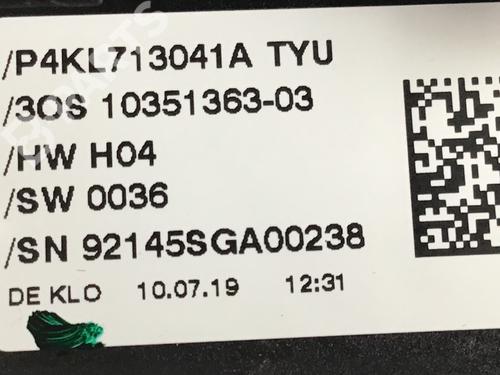 /P4KL713041A TYU
/3OS 10351363-03
/HW H04
/SW 0036
/SN 92145SGA00238
DE KLO 10.07.19 12:31